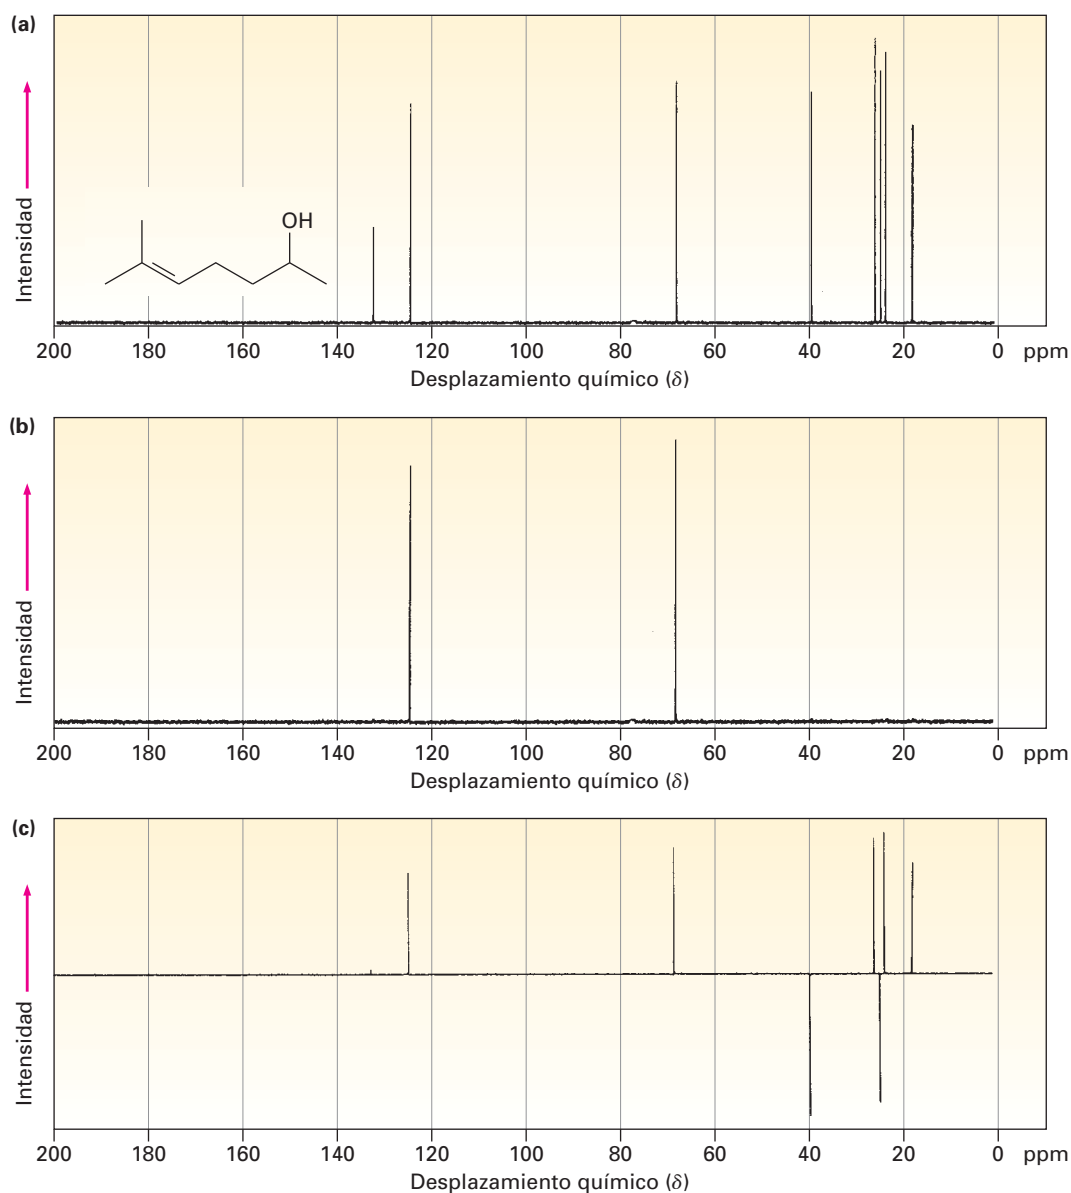 (a)
Intensidad
OH
200 180 160 140 120 100 80 60 40 20 0 ppm
Desplazamiento químico (δ)
(b)
Intensidad
200 180 160 140 120 100 80 60 40 20 0 ppm
Desplazamiento químico (δ)
(c)
Intensidad
200 180 160 140 120 100 80 60 40 20 0 ppm
Desplazamiento químico (δ)